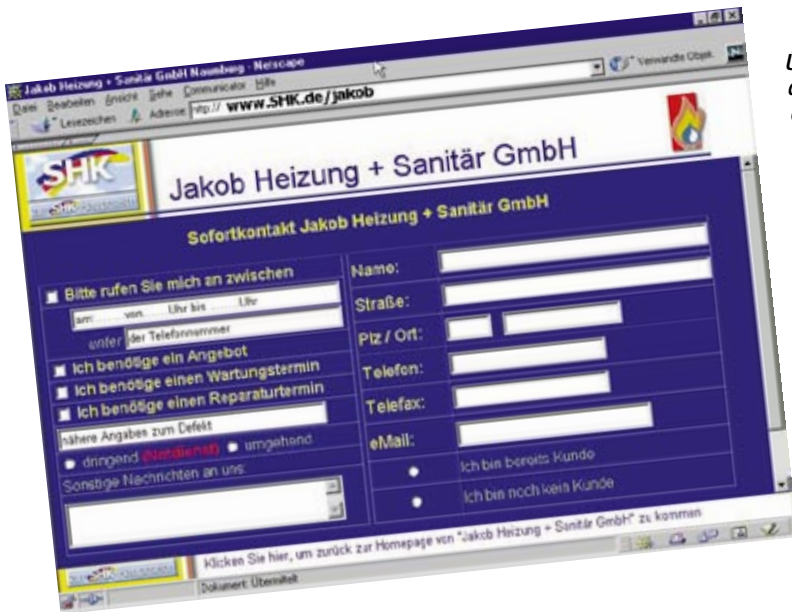 Jakob Heizung + Sanitär GmbH Naumburg - Netscape
Datei Bearbeiten Ansicht Gehe Communicator Hilfe
Lesezeichen Adresse http:// www.SHK.de/jakob Verwandte Objek.
SHK
Jakob Heizung + Sanitär GmbH
Sofortkontakt Jakob Heizung + Sanitär GmbH
Bitte rufen Sie mich an zwischen
am: ........ von ........ Uhr bis ........ Uhr
unter der Telefonnummer
Ich benötige ein Angebot
Ich benötige einen Wartungstermin
Ich benötige einen Reparaturtermin
nähere Angaben zum Defekt
dringend (Notdienst) umgehend
Sonstige Nachrichten an uns:
Name:
Straße:
Plz / Ort:
Telefon:
Telefax:
eMail:
Ich bin bereits Kunde
Ich bin noch kein Kunde
SHK
Klicken Sie hier, um zurück zur Homepage von "Jakob Heizung + Sanitär GmbH" zu kommen
Dokument: Übermittelt